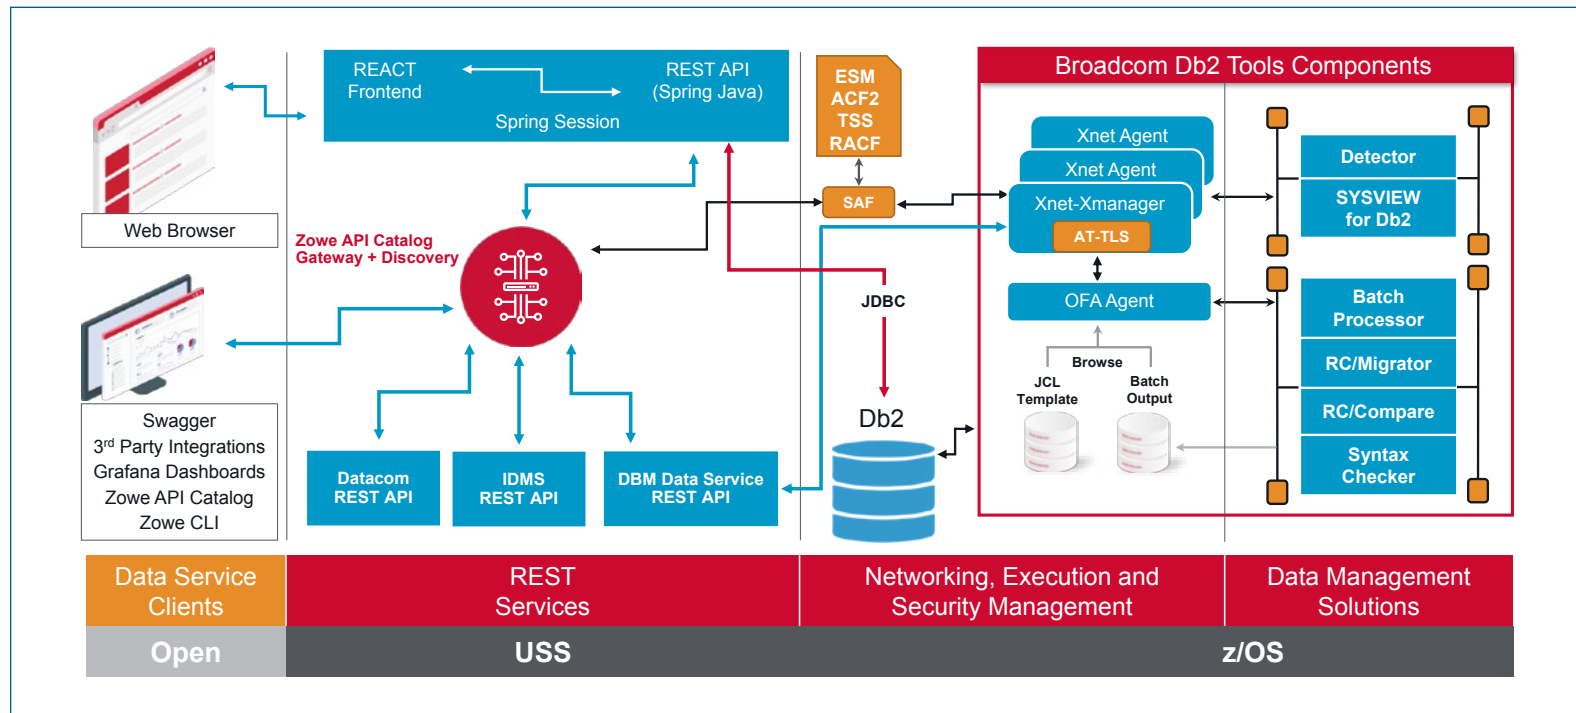 REACT
Frontend
REST API
(Spring Java)
Spring Session
ESM
ACF2
TSS
RACF
SAF
Broadcom Db2 Tools Components
Xnet Agent
Xnet Agent
Xnet-Xmanager
AT-TLS
OFA Agent
Browse
JCL
Template
Batch
Output
Detector
SYSVIEW
for Db2
Batch
Processor
RC/Migrator
RC/Compare
Syntax
Checker
Web Browser
Zowe API Catalog
Gateway + Discovery
JDBC
Db2
Swagger
3rd Party Integrations
Grafana Dashboards
Zowe API Catalog
Zowe CLI
Datacom
REST API
IDMS
REST API
DBM Data Service
REST API
Data Service
Clients
REST
Services
Networking, Execution and
Security Management
Data Management
Solutions
Open
USS
z/OS